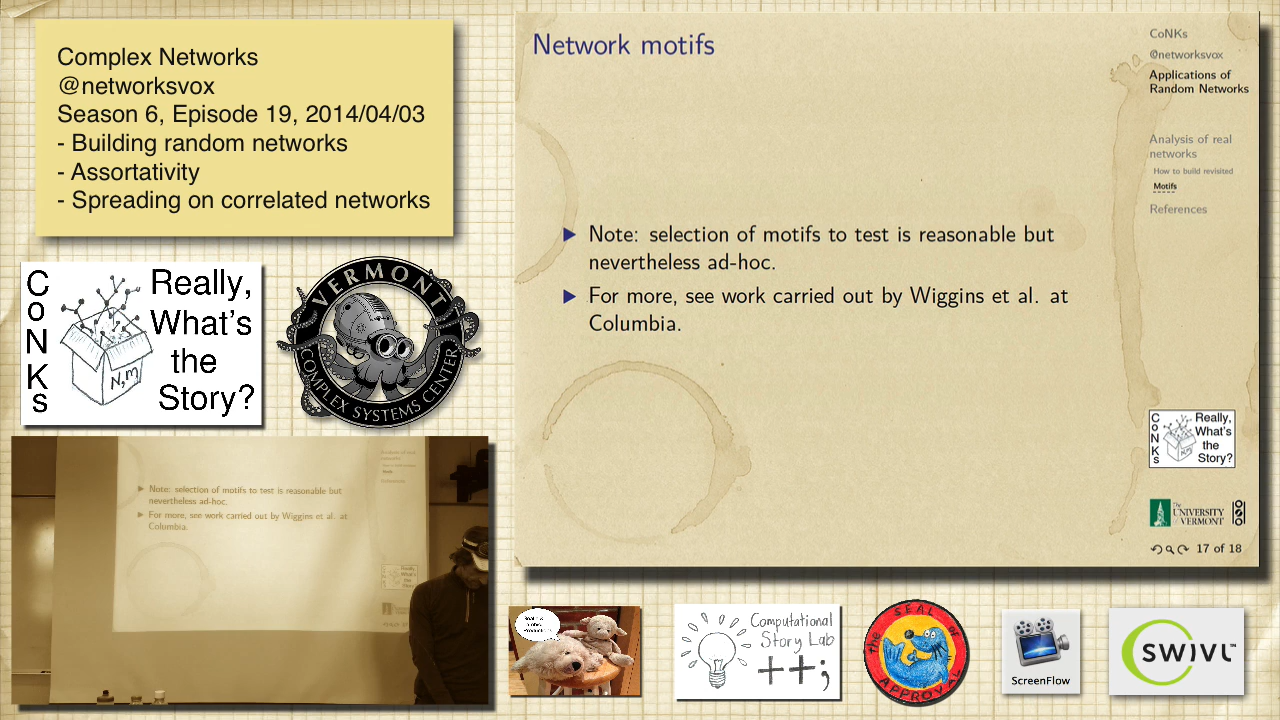 Complex Networks
@networksvox
Season 6, Episode 19, 2014/04/03
- Building random networks
- Assortativity
- Spreading on correlated networks
CoNKs
Really,
What's
the
Story?
N,m
VERMONT
COMPLEX SYSTEMS CENTER
Network motifs
▶ Note: selection of motifs to test is reasonable but
nevertheless ad-hoc.
▶ For more, see work carried out by Wiggins et al. at
Columbia.
CoNKs
@networksvox
Applications of
Random Networks
Analysis of real
networks
How to build revisited
Motifs
References
CoNKs
Really,
What's
the
Story?
The
UNIVERSITY
of VERMONT
17 of 18
Note: selection of motifs to test is reasonable but
nevertheless ad-hoc.
For more, see work carried out by Wiggins et al. at
Columbia.
Computational
Story Lab
++;
the SEAL of
APPROVAL
ScreenFlow
SWIVL™